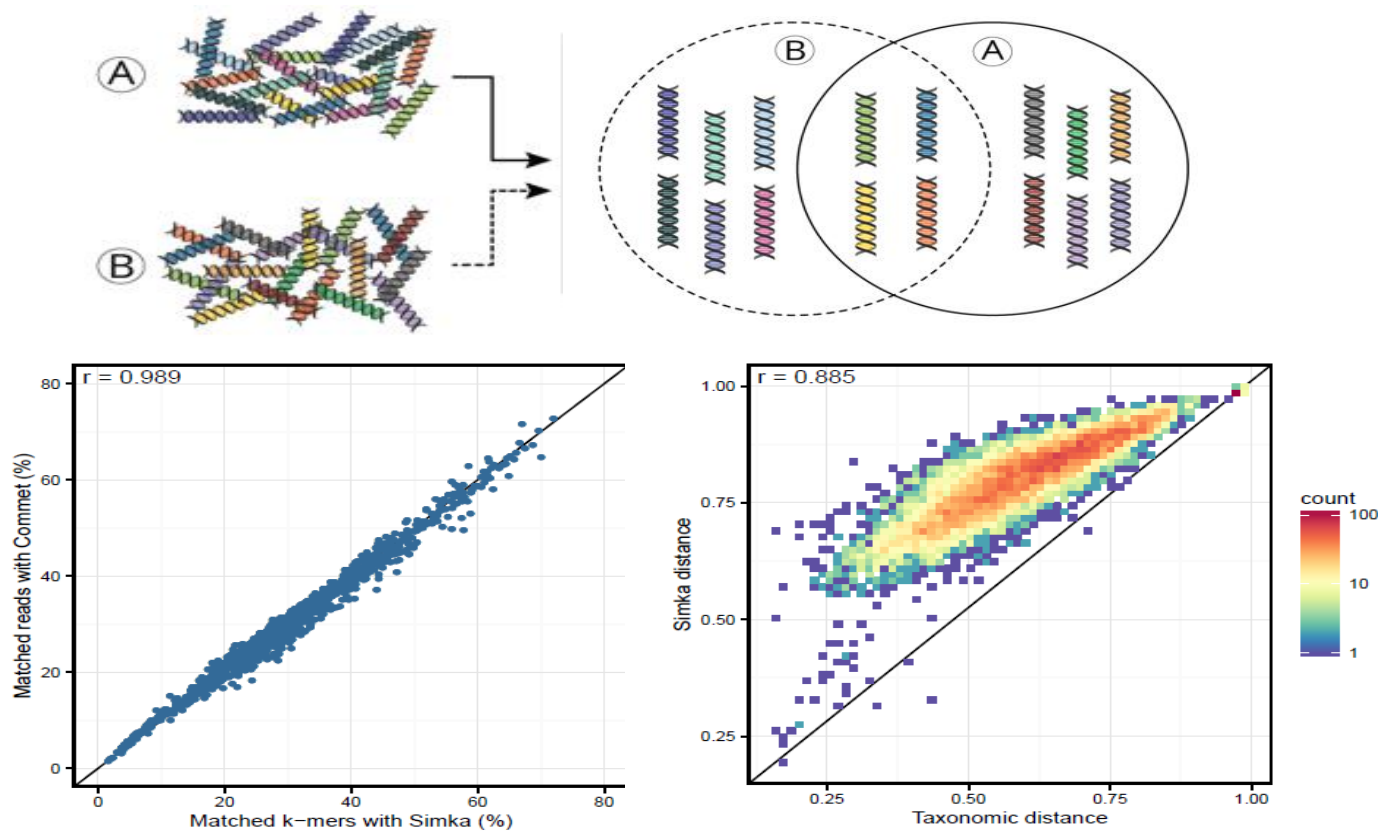 A
B
B
A
r = 0.989
80
60
40
20
0
Matched reads with Commet (%)
0
20
40
60
80
Matched k−mers with Simka (%)
r = 0.885
1.00
0.75
0.50
0.25
Simka distance
0.25
0.50
0.75
1.00
Taxonomic distance
count
100
10
1